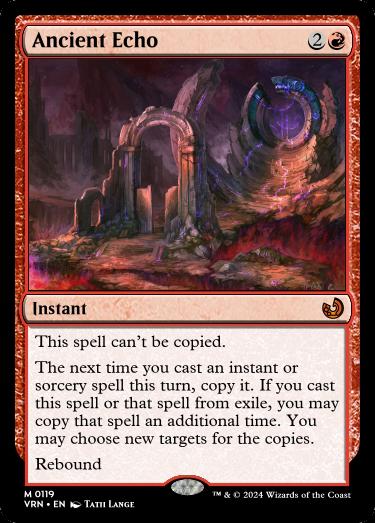 Ancient Echo 2
Instant
This spell can't be copied.
The next time you cast an instant or
sorcery spell this turn, copy it. If you cast
this spell or that spell from exile, you may
copy that spell an additional time. You
may choose new targets for the copies.
Rebound
M 0119
VRN • EN Tath Lange
™ & © 2024 Wizards of the Coast